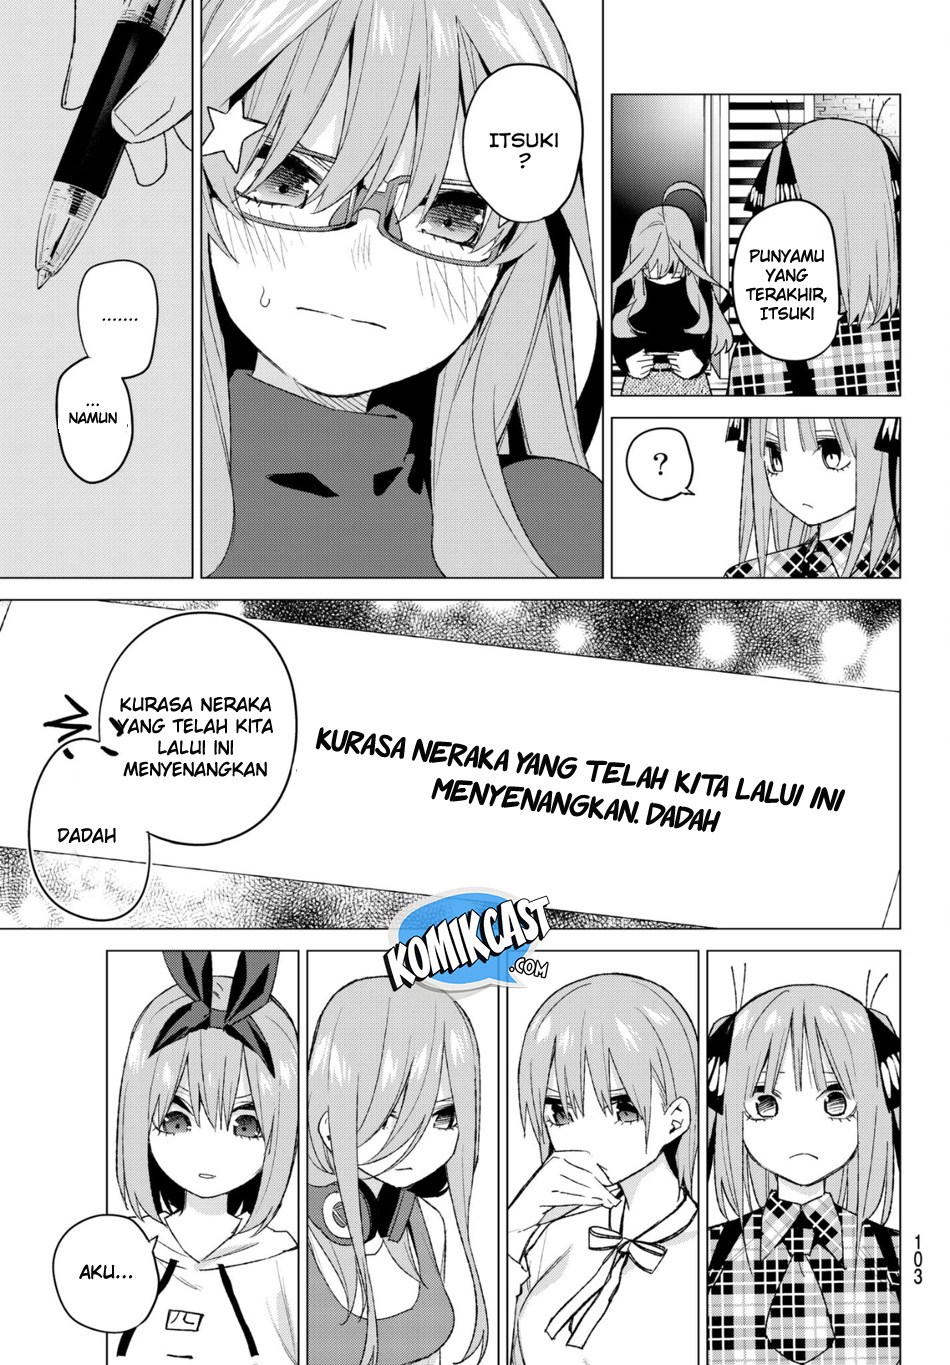 PUNYAMU
YANG
TERAKHIR,
ITSUKI
?
ITSUKI
?
.......
...
NAMUN
KURASA NERAKA YANG TELAH KITA LALUI INI
MENYENANGKAN. DADAH
KURASA NERAKA
YANG TELAH KITA
LALUI INI
MENYENANGKAN
DADAH
KOMIKCAST
.COM
AKU...
四
103